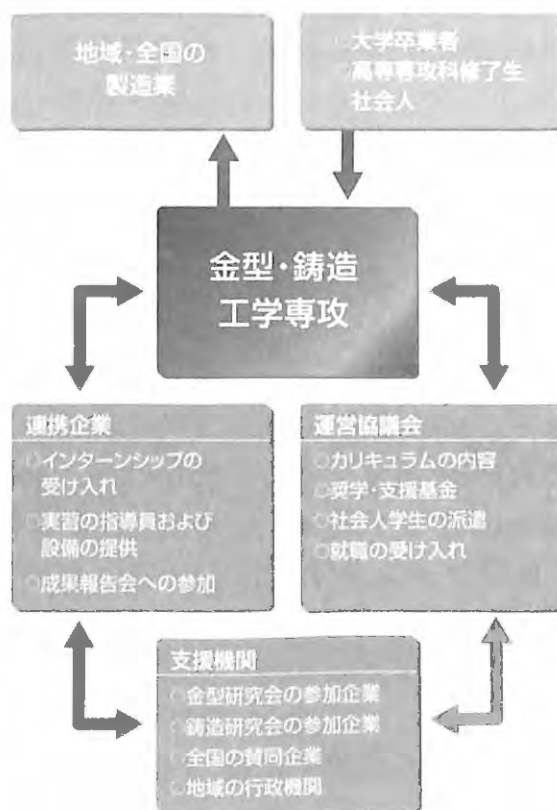 地域・全国の
製造業
○大学卒業者
○高専専攻科修了生
社会人
金型・鋳造
工学専攻
連携企業
○インターンシップの
受け入れ
○実習の指導員および
設備の提供
○成果報告会への参加
運営協議会
○カリキュラムの内容
○奨学・支援基金
○社会人学生の派遣
○就職の受け入れ
支援機関
○金型研究会の参加企業
○鋳造研究会の参加企業
○全国の賛同企業
○地域の行政機関